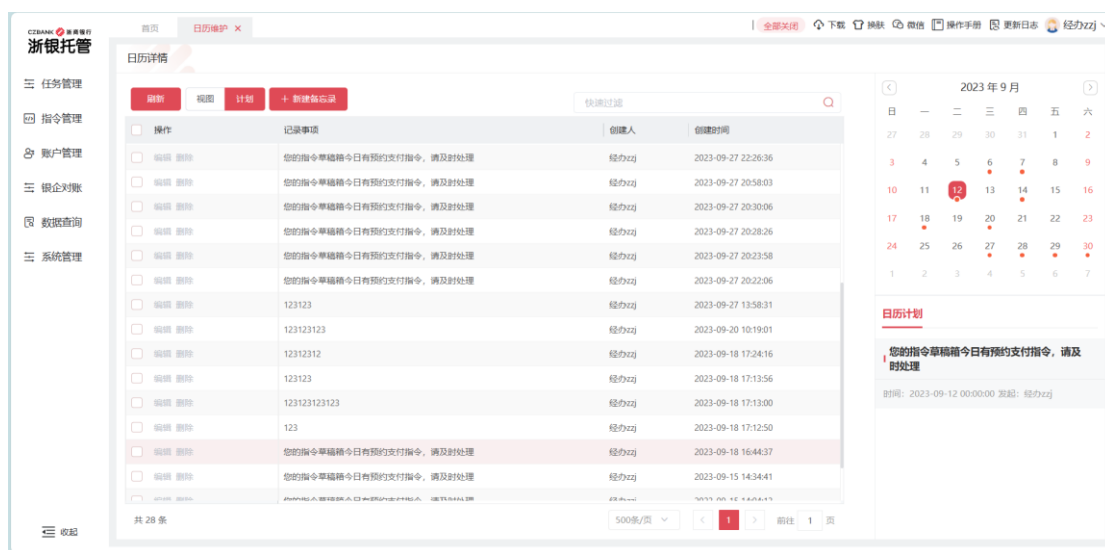 CZBANK 浙商银行
浙银托管
首页
日历维护 ×
全部关闭 下载 换肤 微信 操作手册 更新日志 经办zzj
任务管理
指令管理
账户管理
银企对账
数据查询
系统管理
收起
日历详情
刷新 视图 计划 + 新建备忘录 快速过滤
操作 记录事项 创建人 创建时间
编辑 删除 您的指令草稿箱今日有预约支付指令，请及时处理 经办zzj 2023-09-27 22:26:36
编辑 删除 您的指令草稿箱今日有预约支付指令，请及时处理 经办zzj 2023-09-27 20:58:03
编辑 删除 您的指令草稿箱今日有预约支付指令，请及时处理 经办zzj 2023-09-27 20:30:06
编辑 删除 您的指令草稿箱今日有预约支付指令，请及时处理 经办zzj 2023-09-27 20:28:26
编辑 删除 您的指令草稿箱今日有预约支付指令，请及时处理 经办zzj 2023-09-27 20:23:58
编辑 删除 您的指令草稿箱今日有预约支付指令，请及时处理 经办zzj 2023-09-27 20:22:06
编辑 删除 123123 经办zzj 2023-09-27 13:58:31
编辑 删除 123123123 经办zzj 2023-09-20 10:19:01
编辑 删除 12312312 经办zzj 2023-09-18 17:24:16
编辑 删除 123123 经办zzj 2023-09-18 17:13:56
编辑 删除 123123123123 经办zzj 2023-09-18 17:13:00
编辑 删除 123 经办zzj 2023-09-18 17:12:50
编辑 删除 您的指令草稿箱今日有预约支付指令，请及时处理 经办zzj 2023-09-18 16:44:37
编辑 删除 您的指令草稿箱今日有预约支付指令，请及时处理 经办zzj 2023-09-15 14:34:41
共 28 条 500条/页 < 1 > 前往 1 页
< 2023 年 9 月 >
日 一 二 三 四 五 六
27 28 29 30 31 1 2
3 4 5 6 7 8 9
10 11 12 13 14 15 16
17 18 19 20 21 22 23
24 25 26 27 28 29 30
1 2 3 4 5 6 7
日历计划
您的指令草稿箱今日有预约支付指令，请及
时处理
时间：2023-09-12 00:00:00 发起：经办zzj